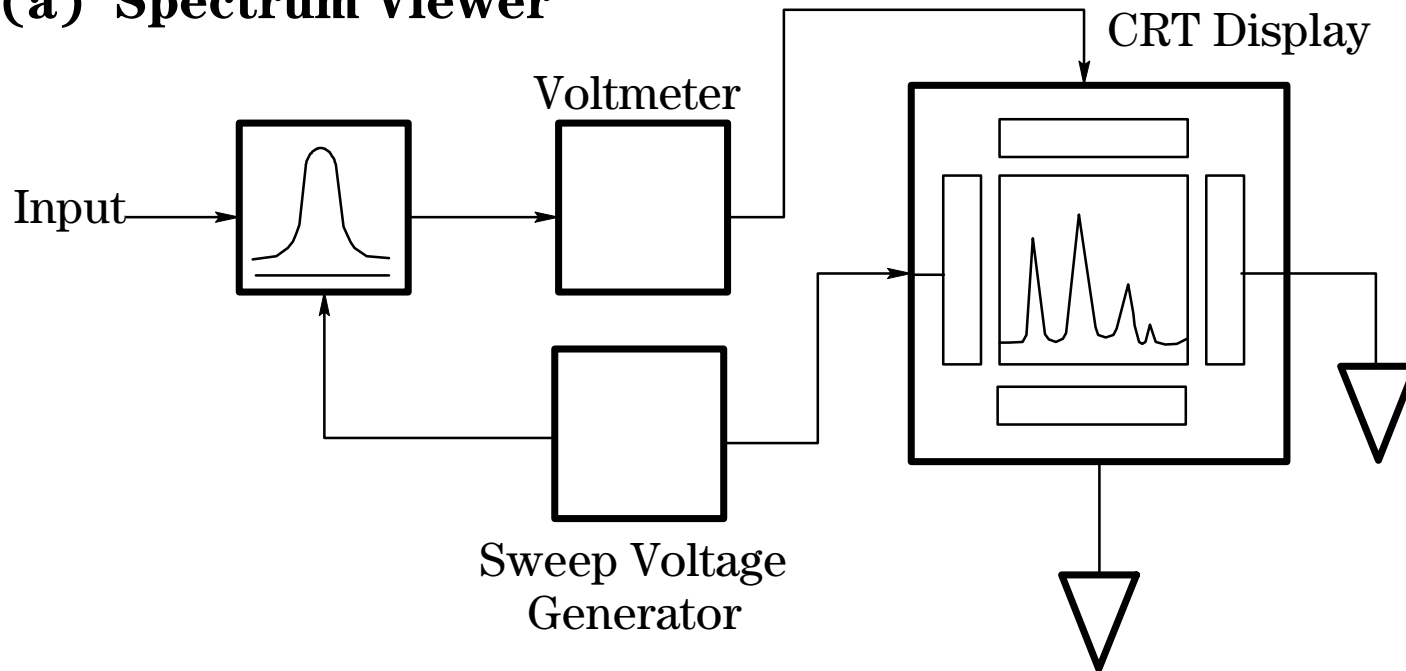 (a) Spectrum Viewer
CRT Display
Voltmeter
Input
Sweep Voltage
Generator